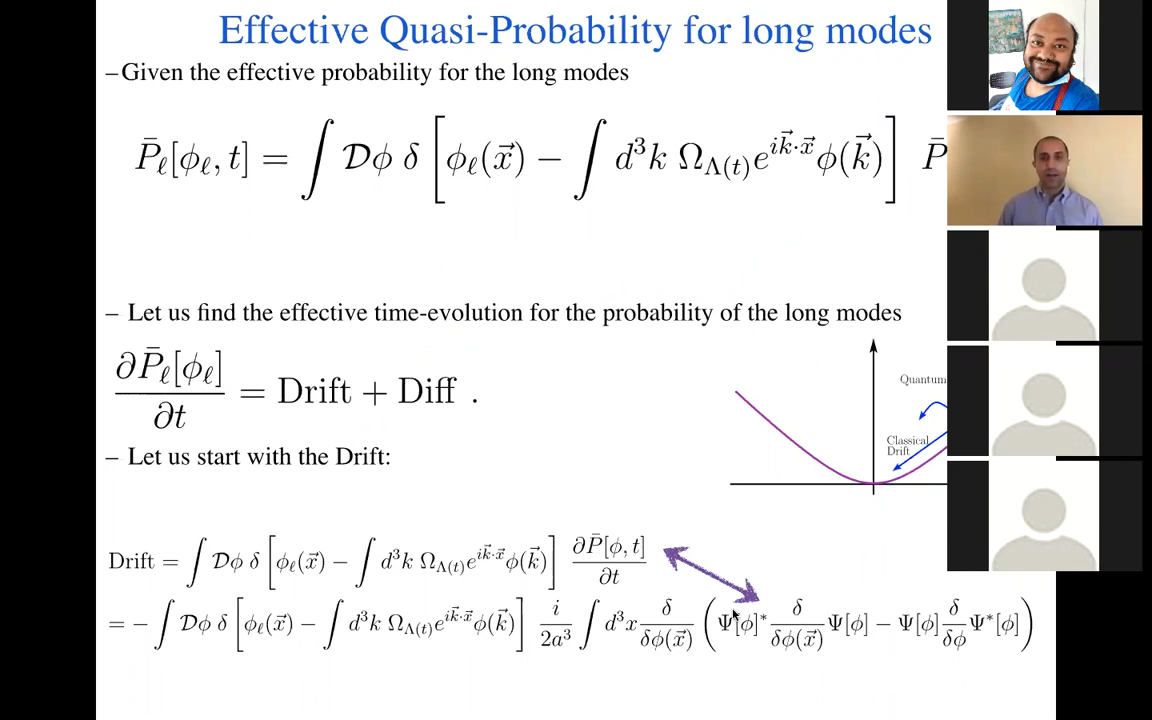 Effective Quasi-Probability for long modes
–Given the effective probability for the long modes
P̄ℓ[ϕℓ, t] = ∫ 𝒟ϕ δ [ϕℓ(x⃗) − ∫ d³k Ω_Λ(t) e^{ik⃗·x⃗} ϕ(k⃗)] P̄
– Let us find the effective time-evolution for the probability of the long modes
∂P̄ℓ[ϕℓ]/∂t = Drift + Diff .
Quantum
Classical
Drift
– Let us start with the Drift:
Drift = ∫ 𝒟ϕ δ [ϕℓ(x⃗) − ∫ d³k Ω_Λ(t) e^{ik⃗·x⃗} ϕ(k⃗)] ∂P̄[ϕ, t]/∂t
= − ∫ 𝒟ϕ δ [ϕℓ(x⃗) − ∫ d³k Ω_Λ(t) e^{ik⃗·x⃗} ϕ(k⃗)] i/2a³ ∫ d³x δ/δϕ(x⃗) (Ψ[ϕ]* δ/δϕ(x⃗) Ψ[ϕ] − Ψ[ϕ] δ/δϕ Ψ*[ϕ])